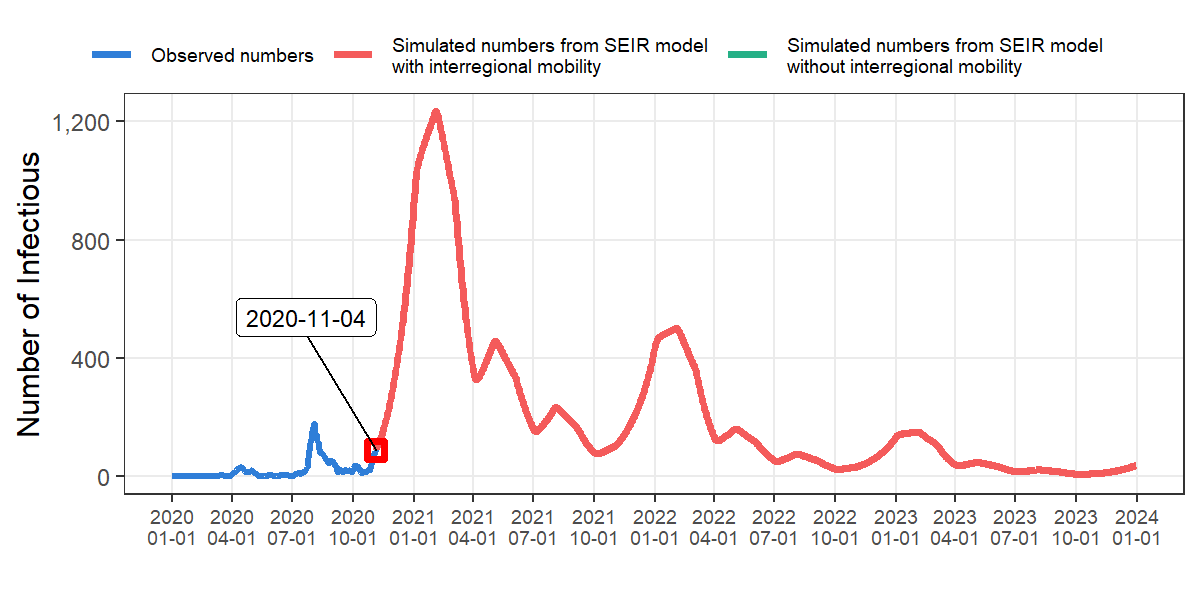 Observed numbers
Simulated numbers from SEIR model
with interregional mobility
Simulated numbers from SEIR model
without interregional mobility
Number of Infectious
1,200
800
400
0
2020-11-04
2020 2020 2020 2020 2021 2021 2021 2021 2022 2022 2022 2022 2023 2023 2023 2023 2024
01-01 04-01 07-01 10-01 01-01 04-01 07-01 10-01 01-01 04-01 07-01 10-01 01-01 04-01 07-01 10-01 01-01